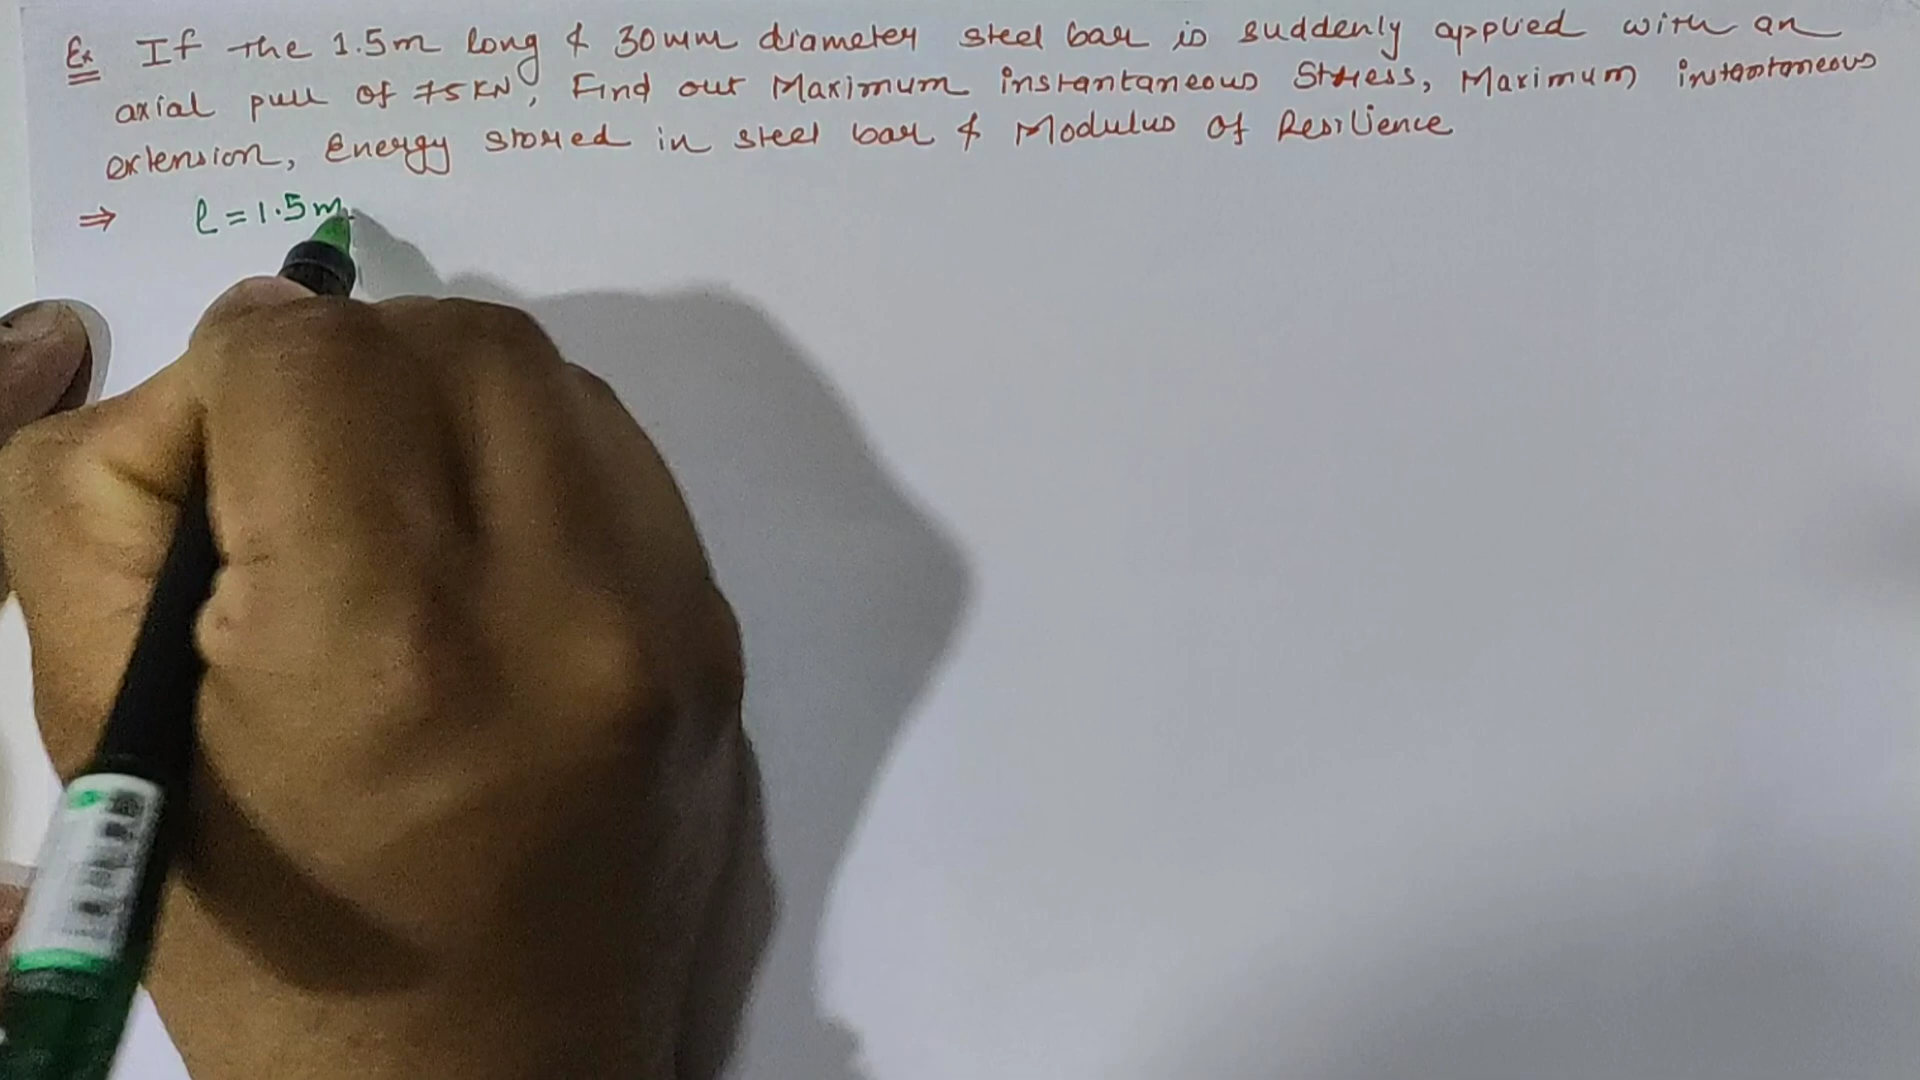 Ex If the 1.5m long & 30mm diameter steel bar is suddenly applied with an
axial pull of 75KN, Find out Maximum instantaneous Stress, Maximum instantaneous
extension, Energy stored in steel bar & Modulus of Resilience
⇒ l = 1.5m